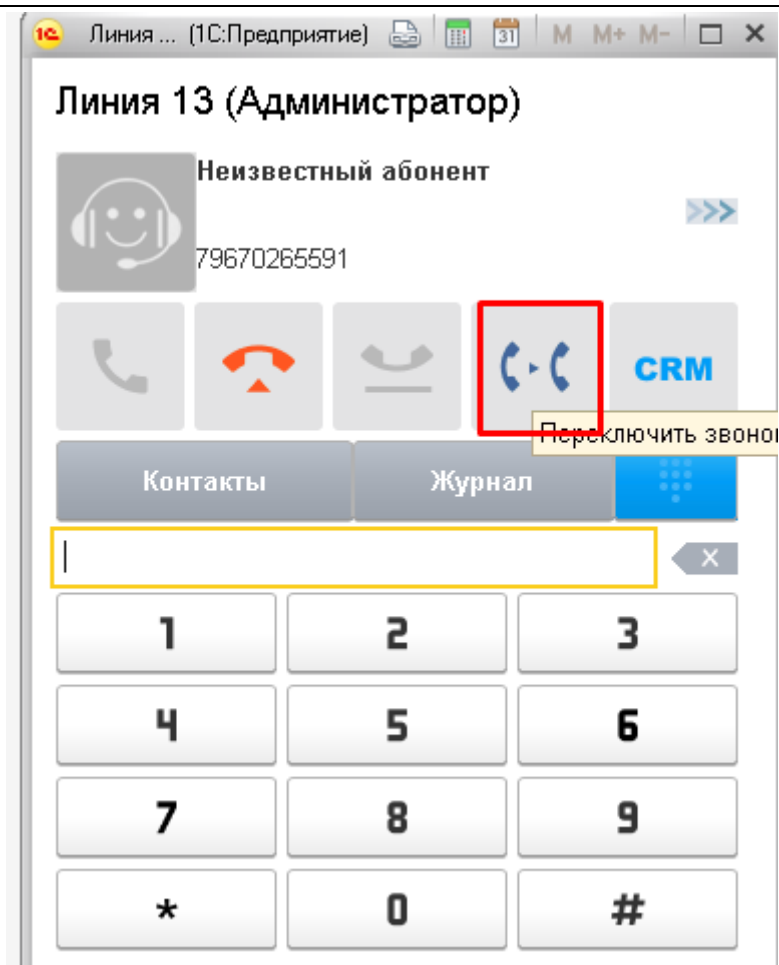 1С Линия ... (1С:Предприятие) 31 M M+ M-
Линия 13 (Администратор)
Неизвестный абонент
79670265591
CRM
Переключить звоно
Контакты Журнал
1 2 3
4 5 6
7 8 9
* 0 #